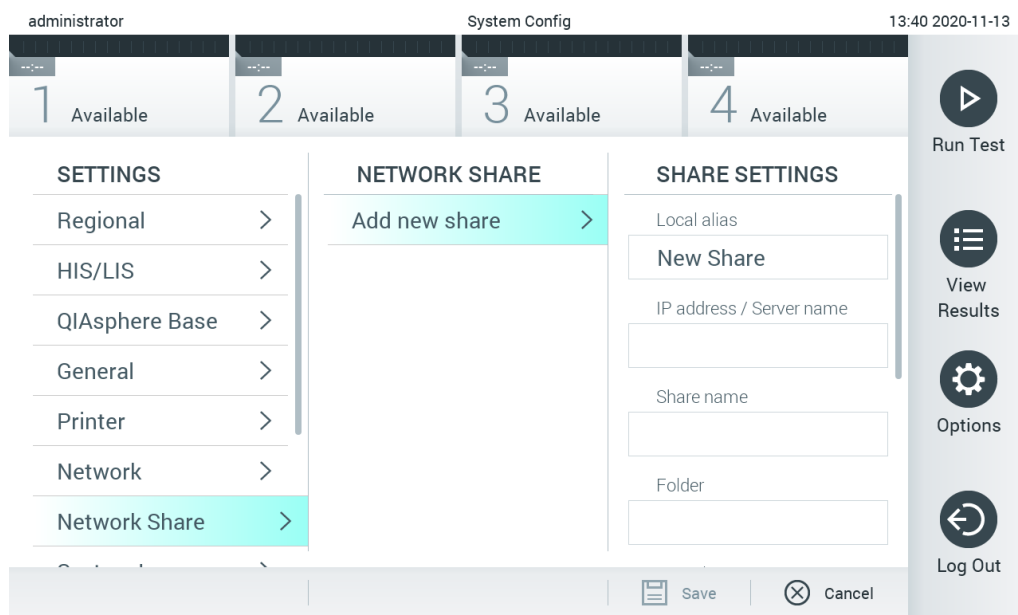 administrator
System Config
13:40 2020-11-13
--:--
--:--
--:--
--:--
1 Available
2 Available
3 Available
4 Available
Run Test
SETTINGS
Regional
HIS/LIS
QIAsphere Base
General
Printer
Network
Network Share
NETWORK SHARE
Add new share
SHARE SETTINGS
Local alias
New Share
IP address / Server name
Share name
Folder
View
Results
Options
Log Out
Save
Cancel